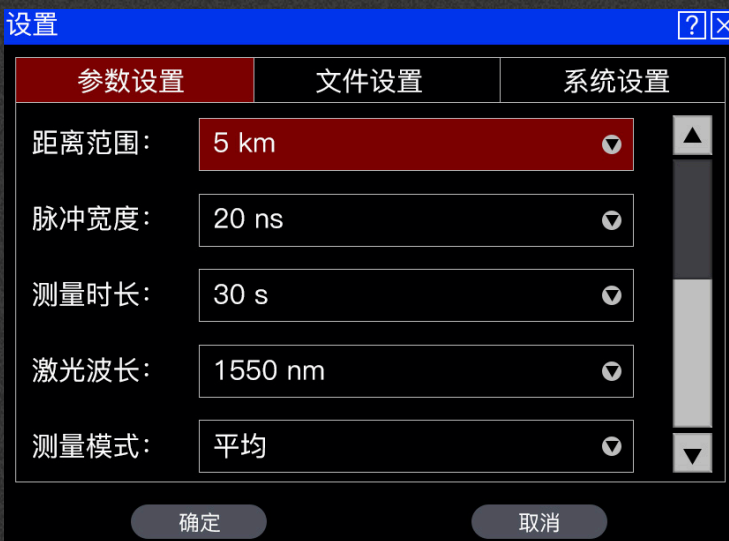 设置
参数设置 文件设置 系统设置
距离范围： 5 km
脉冲宽度： 20 ns
测量时长： 30 s
激光波长： 1550 nm
测量模式： 平均
确定 取消